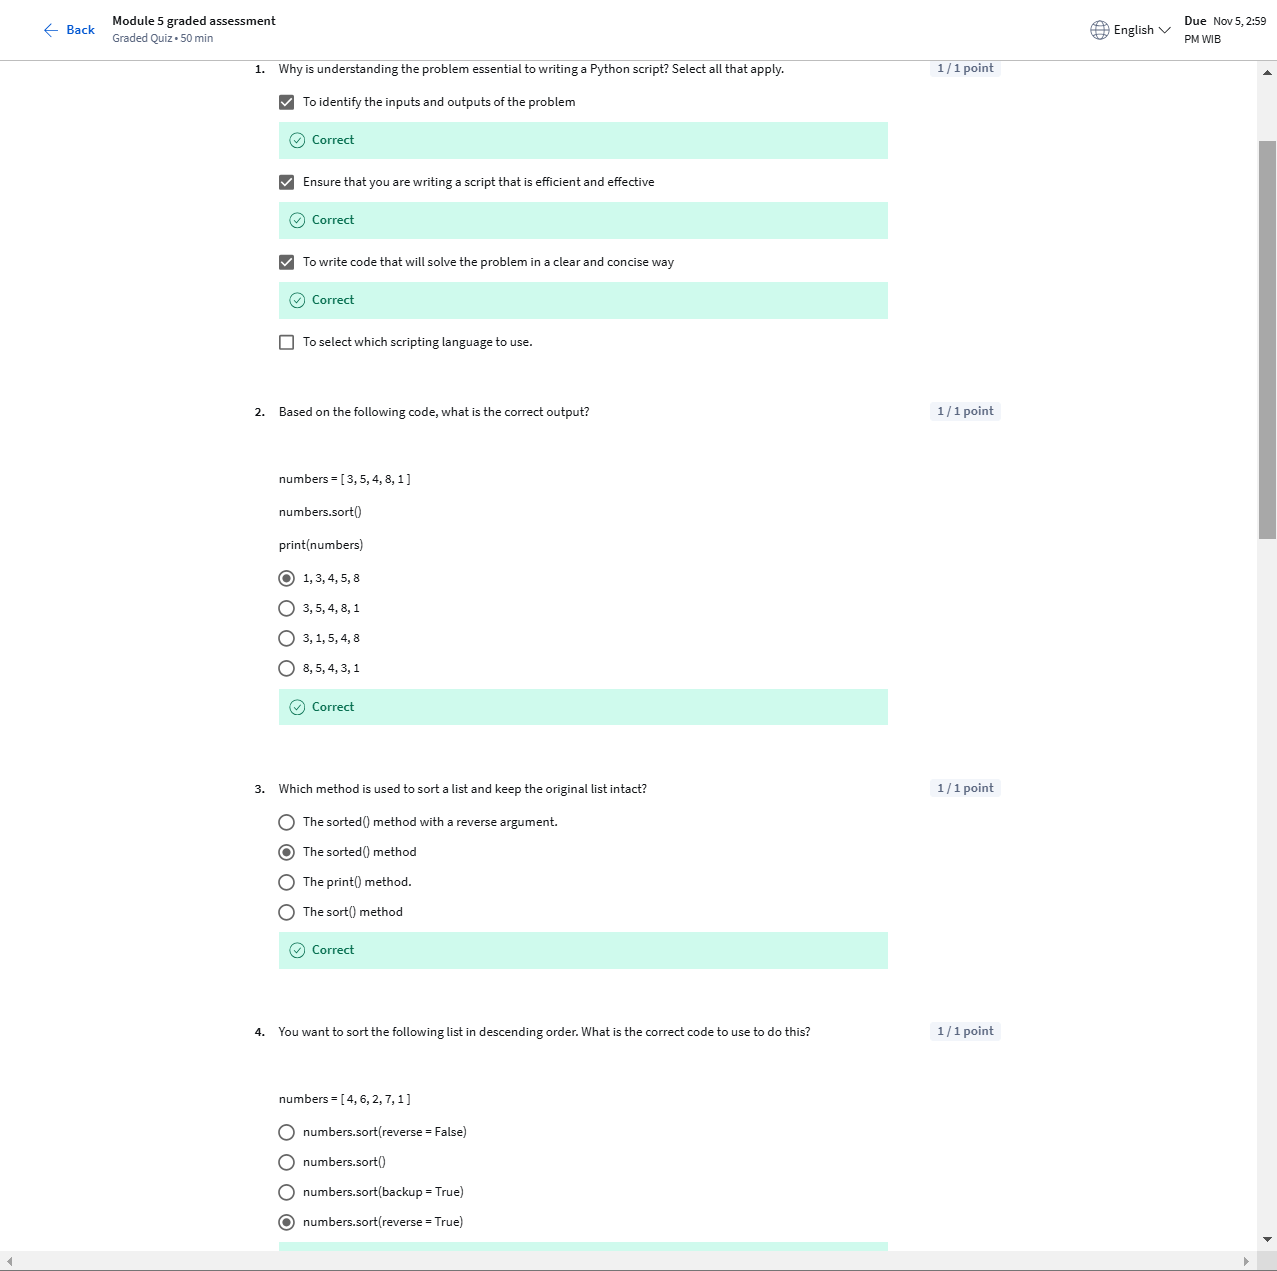 Back
Module 5 graded assessment
Graded Quiz • 50 min
English
Due Nov 5, 2:59
PM WIB
1. Why is understanding the problem essential to writing a Python script? Select all that apply.
1 / 1 point
To identify the inputs and outputs of the problem
Correct
Ensure that you are writing a script that is efficient and effective
Correct
To write code that will solve the problem in a clear and concise way
Correct
To select which scripting language to use.
2. Based on the following code, what is the correct output?
1 / 1 point
numbers = [ 3, 5, 4, 8, 1 ]
numbers.sort()
print(numbers)
1, 3, 4, 5, 8
3, 5, 4, 8, 1
3, 1, 5, 4, 8
8, 5, 4, 3, 1
Correct
3. Which method is used to sort a list and keep the original list intact?
1 / 1 point
The sorted() method with a reverse argument.
The sorted() method
The print() method.
The sort() method
Correct
4. You want to sort the following list in descending order. What is the correct code to use to do this?
1 / 1 point
numbers = [ 4, 6, 2, 7, 1 ]
numbers.sort(reverse = False)
numbers.sort()
numbers.sort(backup = True)
numbers.sort(reverse = True)